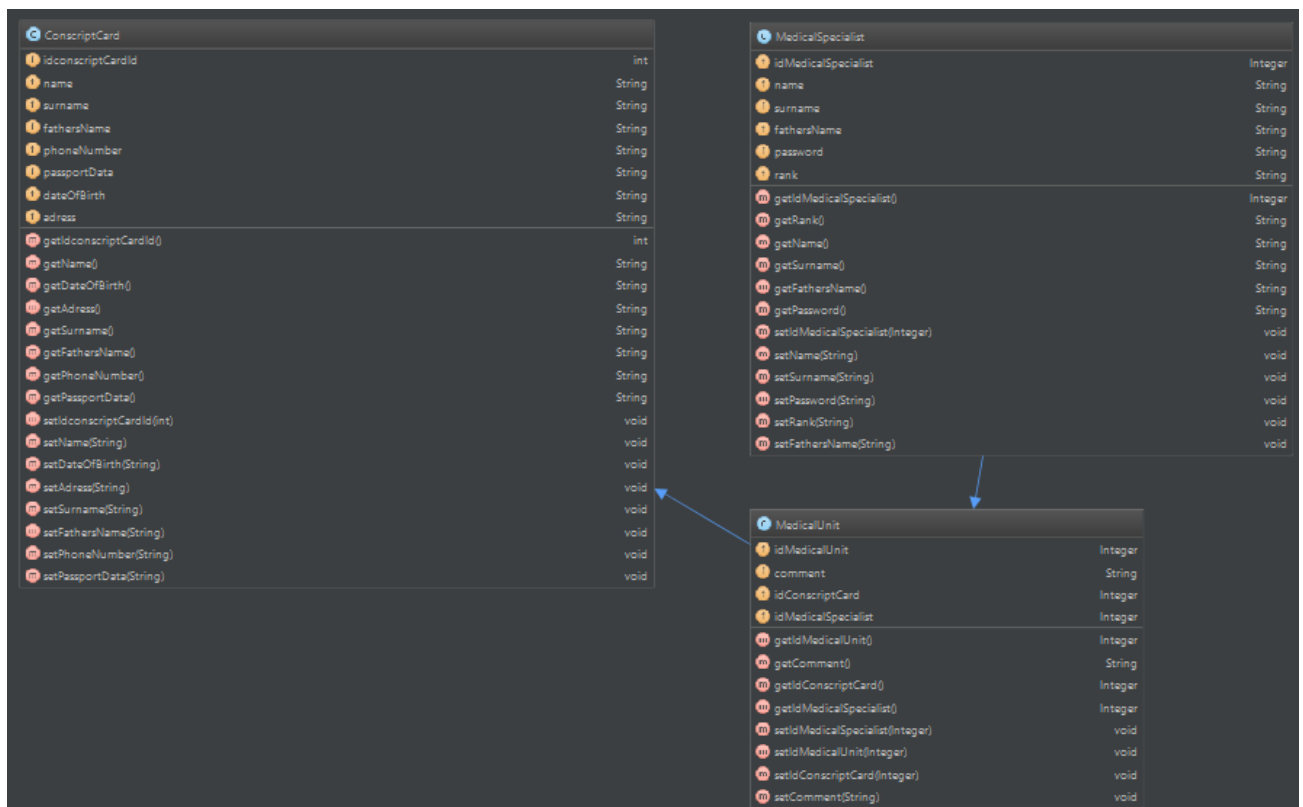 ConscriptCard
idconscriptCardId int
name String
surname String
fathersName String
phoneNumber String
passportData String
dateOfBirth String
adress String
getIdconscriptCardId() int
getName() String
getDateOfBirth() String
getAdress() String
getSurname() String
getFathersName() String
getPhoneNumber() String
getPassportData() String
setIdconscriptCardId(int) void
setName(String) void
setDateOfBirth(String) void
setAdress(String) void
setSurname(String) void
setFathersName(String) void
setPhoneNumber(String) void
setPassportData(String) void
MedicalSpecialist
idMedicalSpecialist Integer
name String
surname String
fathersName String
password String
rank String
getIdMedicalSpecialist() Integer
getRank() String
getName() String
getSurname() String
getFathersName() String
getPassword() String
setIdMedicalSpecialist(Integer) void
setName(String) void
setSurname(String) void
setPassword(String) void
setRank(String) void
setFathersName(String) void
MedicalUnit
idMedicalUnit Integer
comment String
idConscriptCard Integer
idMedicalSpecialist Integer
getIdMedicalUnit() Integer
getComment() String
getIdConscriptCard() Integer
getIdMedicalSpecialist() Integer
setIdMedicalSpecialist(Integer) void
setIdMedicalUnit(Integer) void
setIdConscriptCard(Integer) void
setComment(String) void